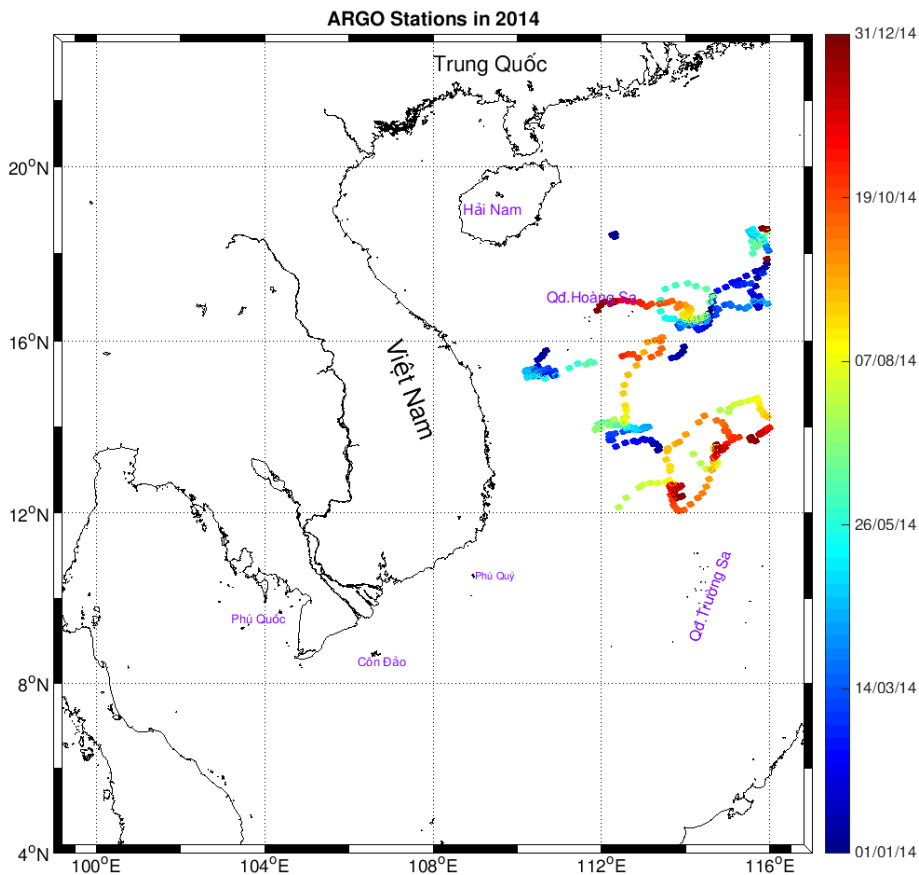 ARGO Stations in 2014
31/12/14
Trung Quốc
20°N
19/10/14
Hải Nam
Qđ.Hoàng Sa
16°N
07/08/14
Việt Nam
12°N
26/05/14
Phú Quý
Qđ.Trường Sa
Phú Quốc
Côn Đảo
8°N
14/03/14
4°N
01/01/14
100°E
104°E
108°E
112°E
116°E